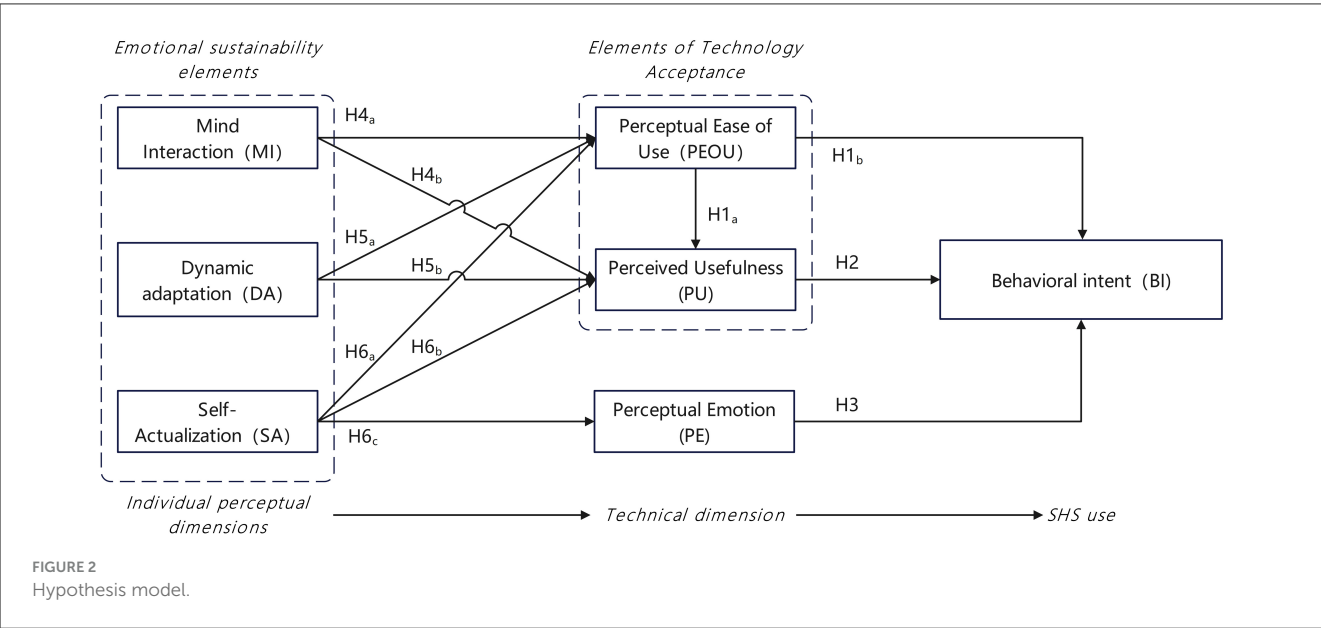 Emotional sustainability
elements
Elements of Technology
Acceptance
Mind
Interaction（MI）
H4a
Perceptual Ease of
Use（PEOU）
H1b
H4b
H1a
H5a
Dynamic
adaptation（DA）
H5b
Perceived Usefulness
(PU)
H2
Behavioral intent（BI）
H6a
H6b
Self-
Actualization（SA）
H6c
Perceptual Emotion
(PE)
H3
Individual perceptual
dimensions
Technical dimension
SHS use
FIGURE 2
Hypothesis model.